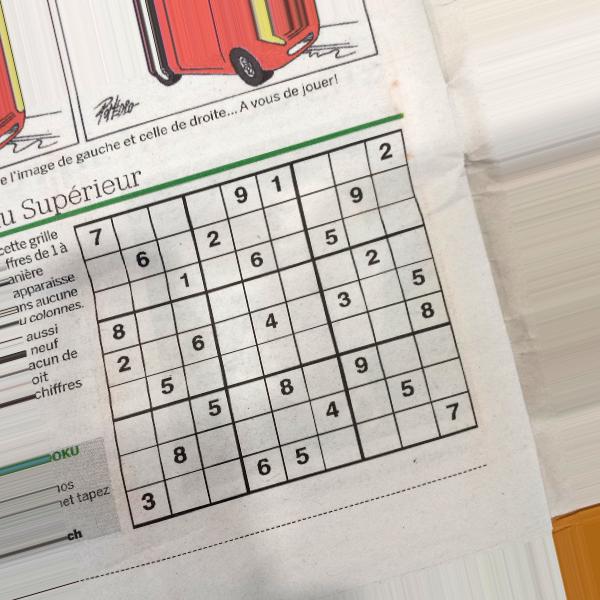 e l'image de gauche et celle de droite... A vous de jouer!
u Supérieur
cette grille
ffres de 1 à
anière
apparaisse
ns aucune
u colonnes.
aussi
neuf
acun de
oit
chiffres
OKU
nos
et tapez
ch
7 9 1 2
6 2 9
1 6 5
8 2
2 6 4 3 5
5 8
5 8 9
8 4 5
3 6 5 7